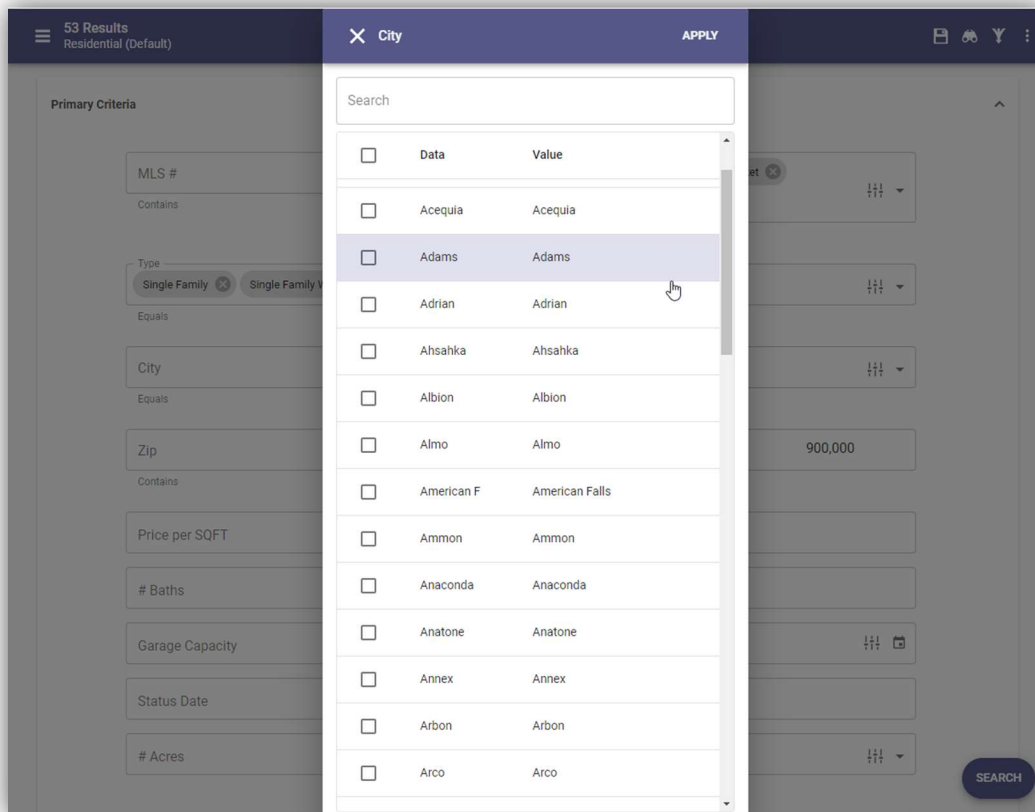 53 Results
Residential (Default)
City
APPLY
Primary Criteria
Search
Data Value
MLS #
Contains
Acequia Acequia
Adams Adams
Type
Single Family Single Family
Equals
Adrian Adrian
Ahsahka Ahsahka
City
Equals
Albion Albion
Almo Almo
Zip
900,000
Contains
American F American Falls
Ammon Ammon
Price per SQFT
Anaconda Anaconda
# Baths
Anatone Anatone
Garage Capacity
Annex Annex
Status Date
Arbon Arbon
# Acres
Arco Arco
SEARCH